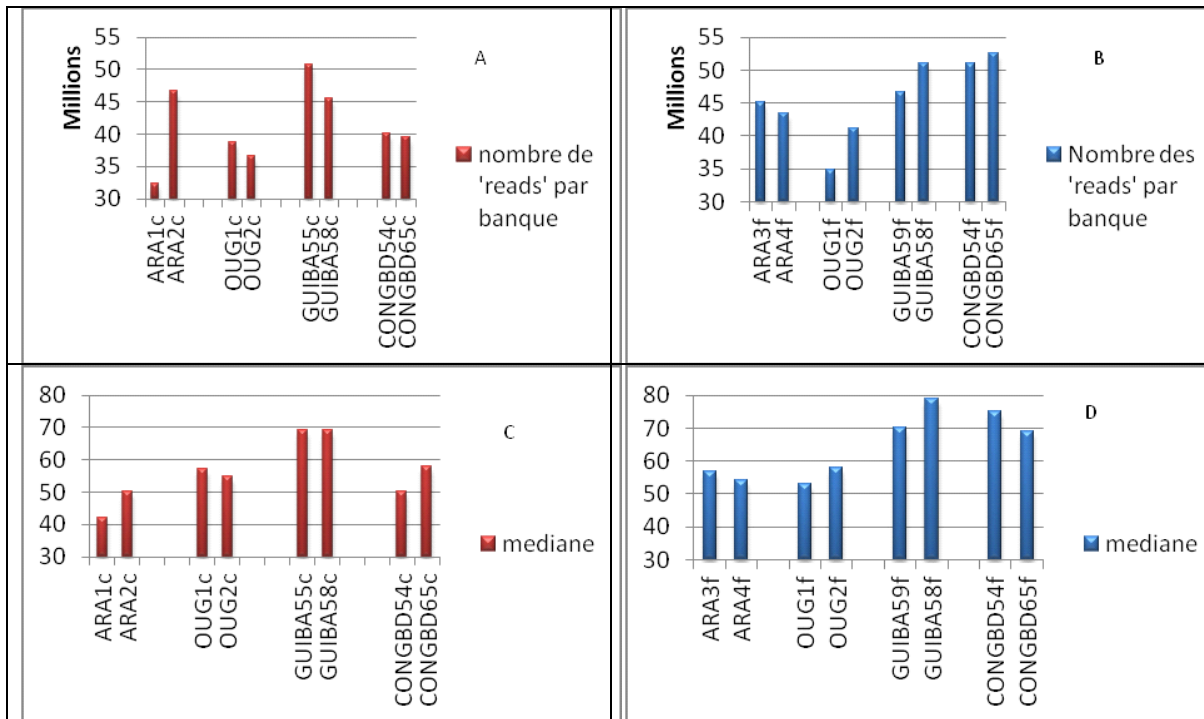 A
Millions
55
50
45
40
35
30
ARA1c
ARA2c
OUG1c
OUG2c
GUIBA55c
GUIBA58c
CONGBD54c
CONGBD65c
nombre de
'reads' par
banque
B
Millions
55
50
45
40
35
30
ARA3f
ARA4f
OUG1f
OUG2f
GUIBA59f
GUIBA58f
CONGBD54f
CONGBD65f
Nombre des
'reads' par
banque
C
80
70
60
50
40
30
ARA1c
ARA2c
OUG1c
OUG2c
GUIBA55c
GUIBA58c
CONGBD54c
CONGBD65c
mediane
D
80
70
60
50
40
30
ARA3f
ARA4f
OUG1f
OUG2f
GUIBA59f
GUIBA58f
CONGBD54f
CONGBD65f
mediane